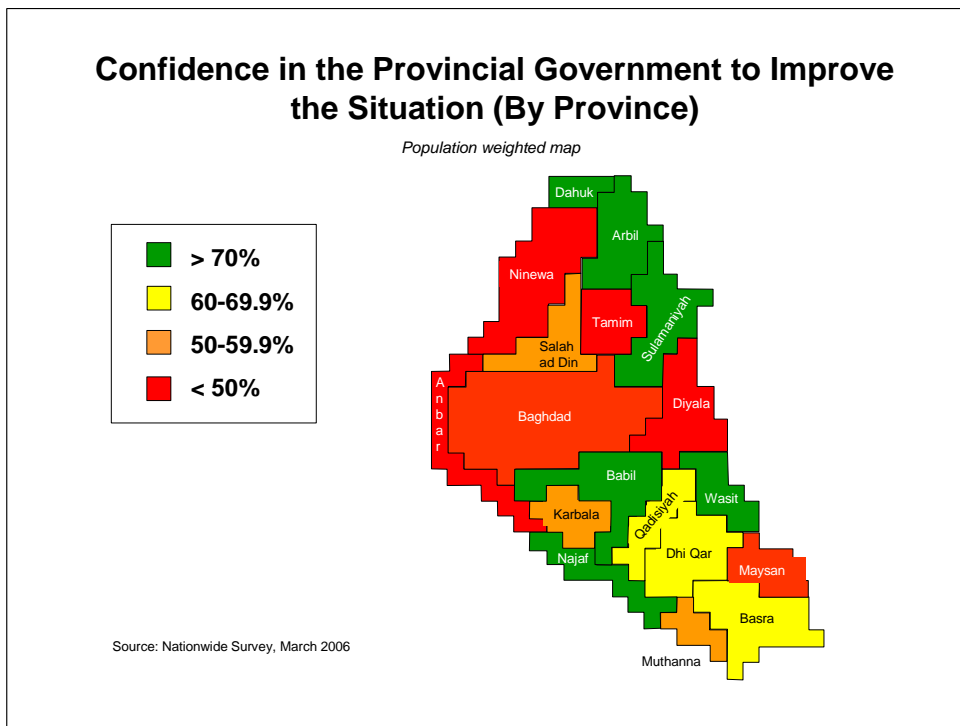 Confidence in the Provincial Government to Improve
the Situation (By Province)
Population weighted map
> 70%
60-69.9%
50-59.9%
< 50%
Dahuk
Arbil
Ninewa
Sulamaniyah
Tamim
Salah
ad Din
Anbar
Baghdad
Diyala
Babil
Wasit
Karbala
Qadisiyah
Najaf
Dhi Qar
Maysan
Basra
Muthanna
Source: Nationwide Survey, March 2006